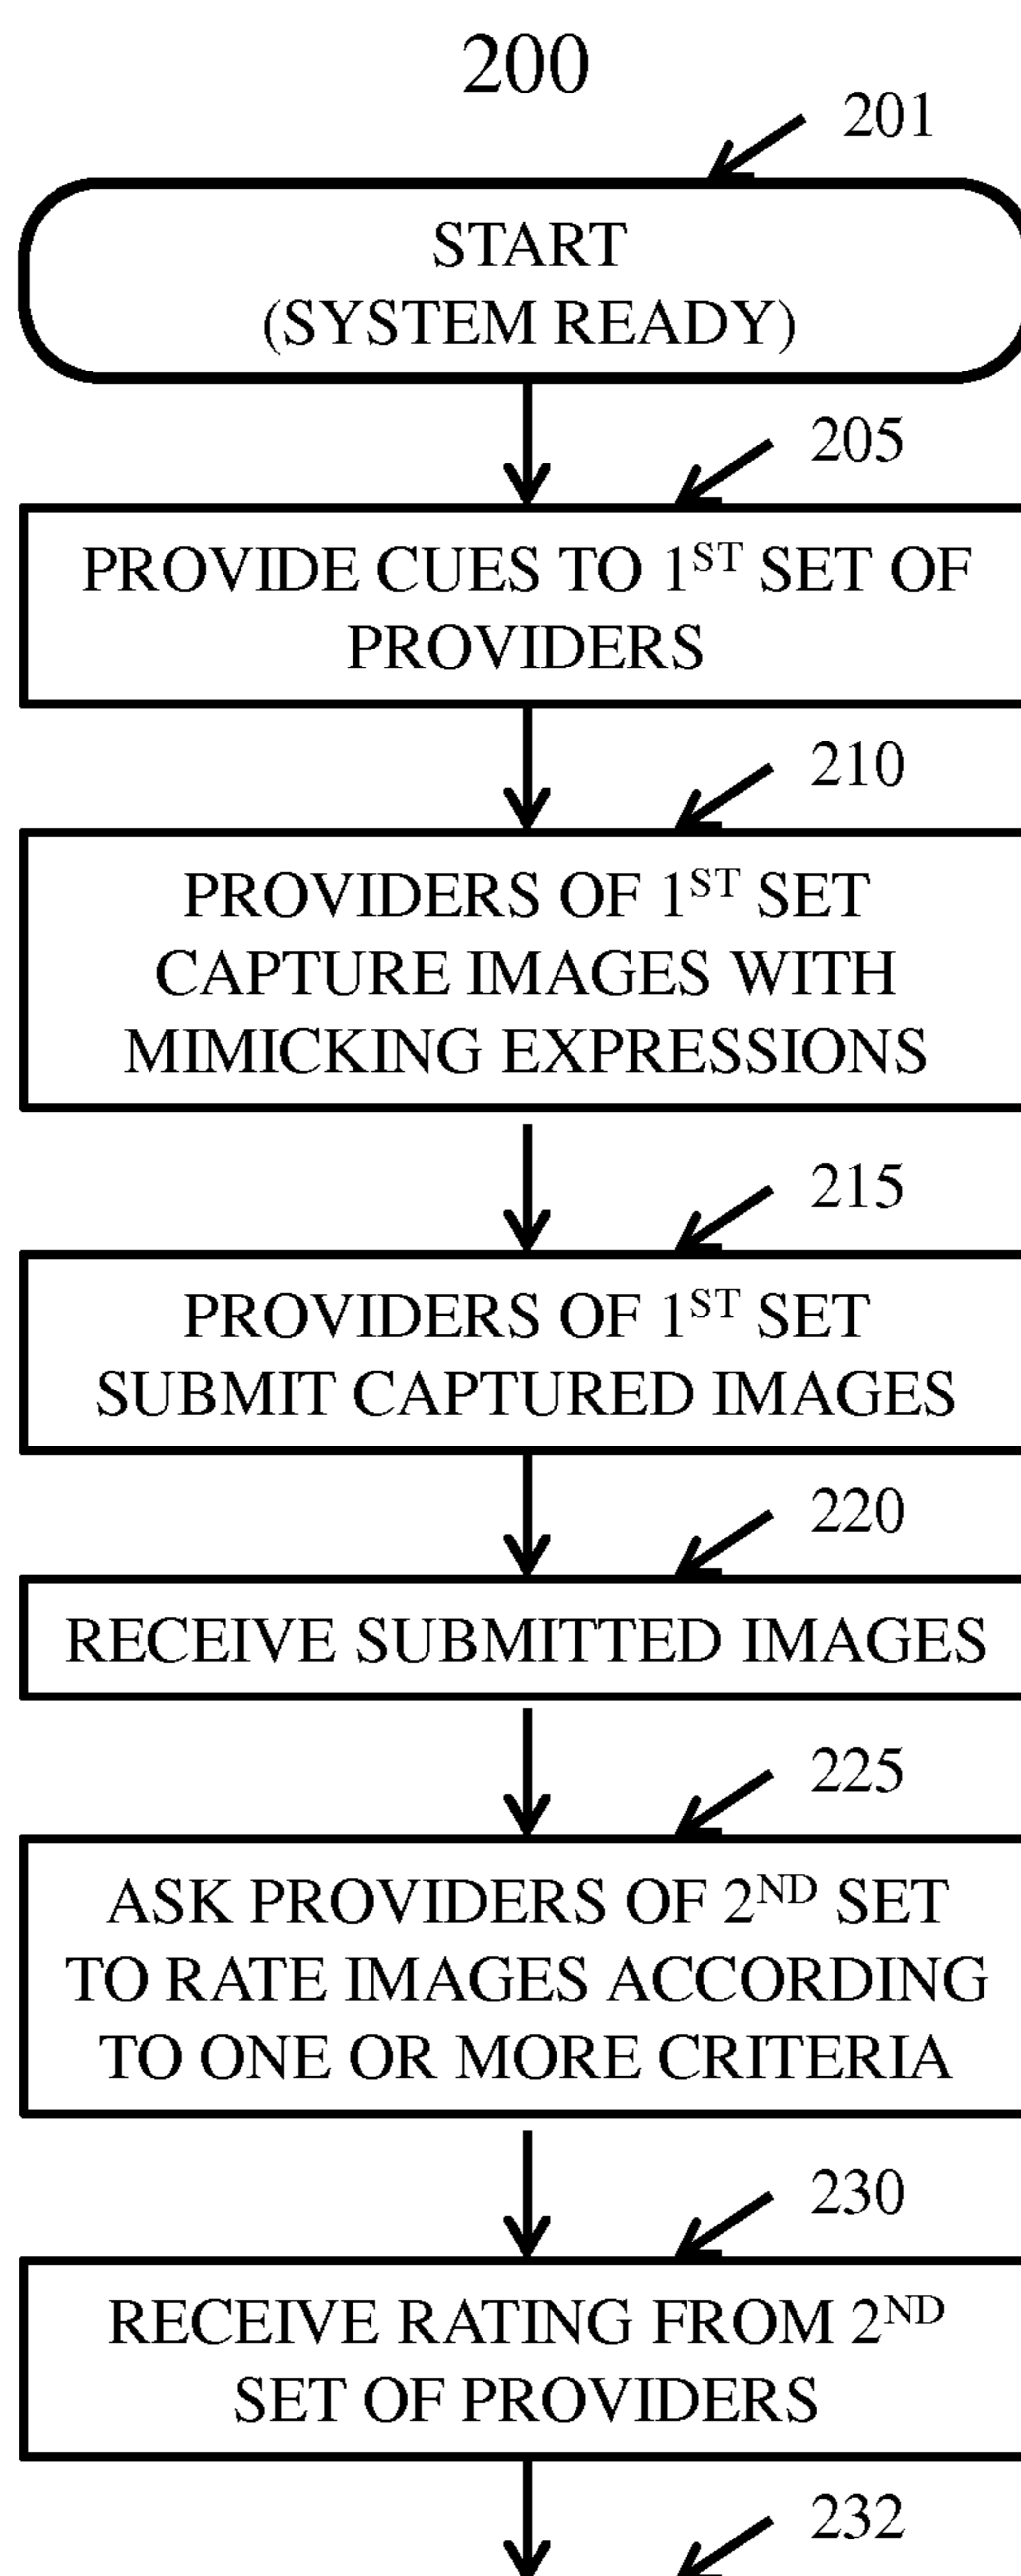 200
201
START
(SYSTEM READY)
205
PROVIDE CUES TO 1ST SET OF
PROVIDERS
210
PROVIDERS OF 1ST SET
CAPTURE IMAGES WITH
MIMICKING EXPRESSIONS
215
PROVIDERS OF 1ST SET
SUBMIT CAPTURED IMAGES
220
RECEIVE SUBMITTED IMAGES
225
ASK PROVIDERS OF 2ND SET
TO RATE IMAGES ACCORDING
TO ONE OR MORE CRITERIA
230
RECEIVE RATING FROM 2ND
SET OF PROVIDERS
232